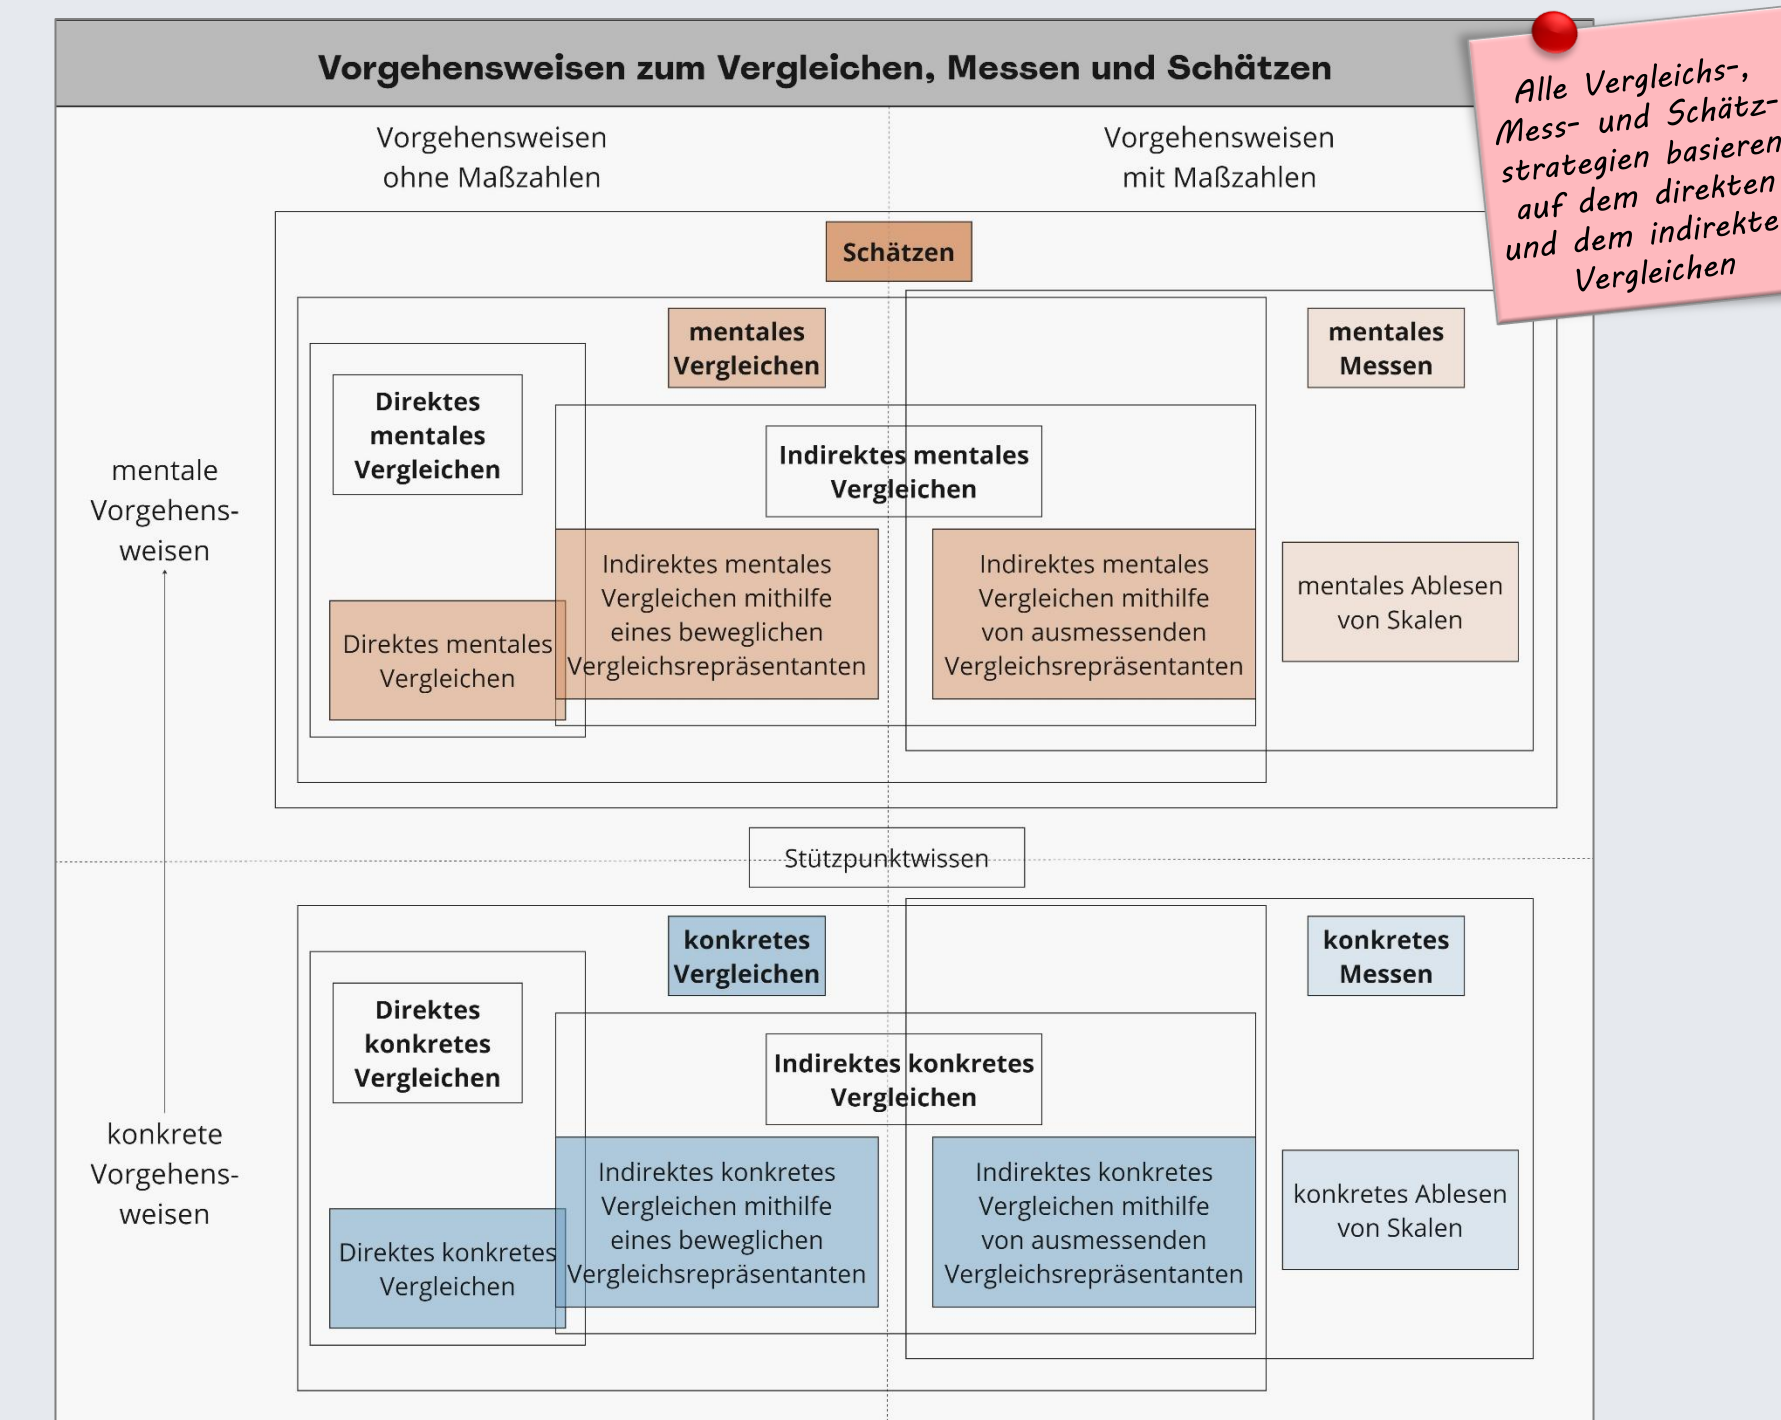 Vorgehensweisen zum Vergleichen, Messen und Schätzen
Alle Vergleichs-,
Mess- und Schätz-
strategien basieren
auf dem direkten
und dem indirekte
Vergleichen
Vorgehensweisen
ohne Maßzahlen
Vorgehensweisen
mit Maßzahlen
Schätzen
mentales
Vergleichen
mentales
Messen
Direktes
mentales
Vergleichen
Indirektes mentales
Vergleichen
mentale
Vorgehens-
weisen
Direktes mentales
Vergleichen
Indirektes mentales
Vergleichen mithilfe
eines beweglichen
Vergleichsrepräsentanten
Indirektes mentales
Vergleichen mithilfe
von ausmessenden
Vergleichsrepräsentanten
mentales Ablesen
von Skalen
Stützpunktwissen
konkretes
Vergleichen
konkretes
Messen
Direktes
konkretes
Vergleichen
Indirektes konkretes
Vergleichen
konkrete
Vorgehens-
weisen
Direktes konkretes
Vergleichen
Indirektes konkretes
Vergleichen mithilfe
eines beweglichen
Vergleichsrepräsentanten
Indirektes konkretes
Vergleichen mithilfe
von ausmessenden
Vergleichsrepräsentanten
konkretes Ablesen
von Skalen